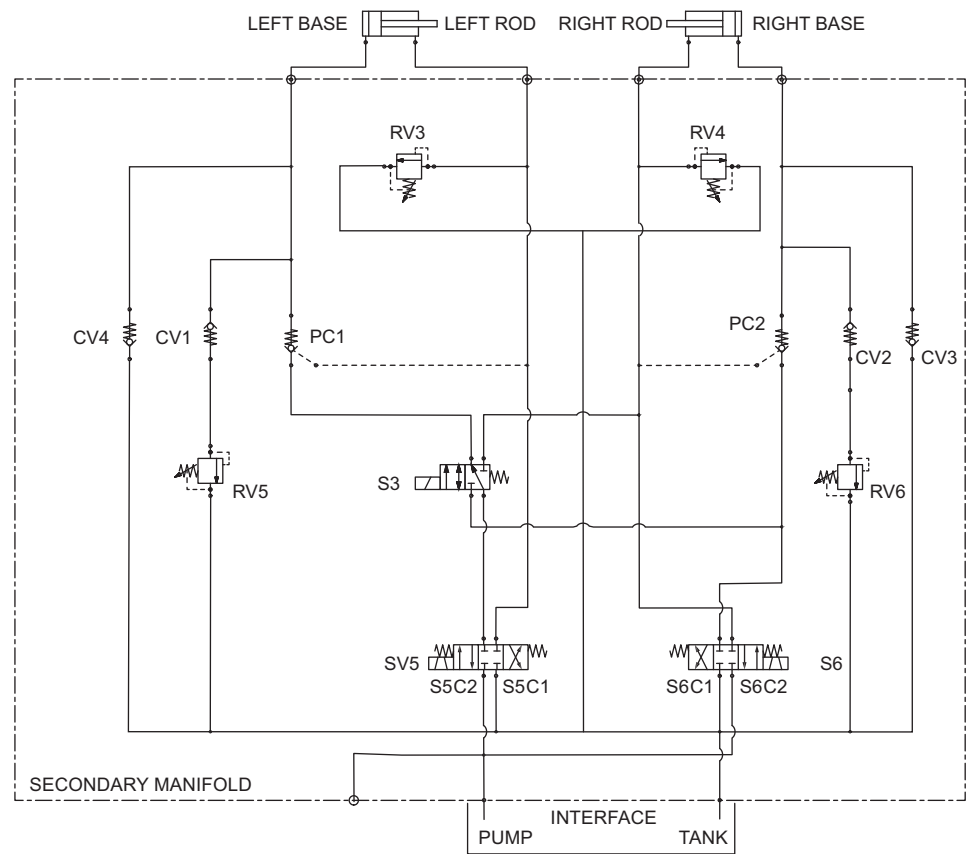 LEFT BASE
LEFT ROD
RIGHT ROD
RIGHT BASE
RV3
RV4
CV4
CV1
PC1
PC2
CV2
CV3
S3
RV5
RV6
SV5
S5C2
S5C1
S6C1
S6C2
S6
SECONDARY MANIFOLD
INTERFACE
PUMP
TANK